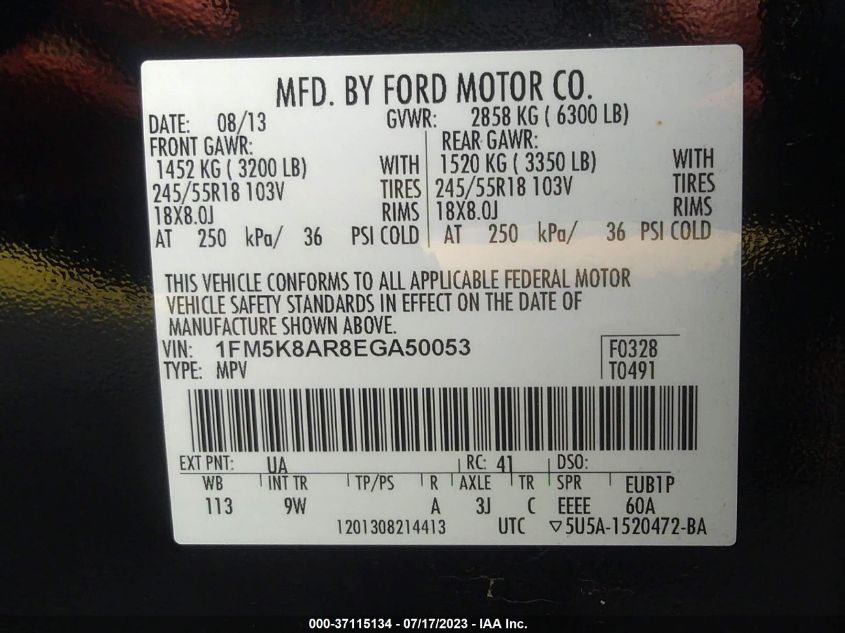 MFD. BY FORD MOTOR CO.
DATE: 08/13 GVWR: 2858 KG ( 6300 LB)
FRONT GAWR: REAR GAWR:
1452 KG ( 3200 LB) WITH 1520 KG ( 3350 LB) WITH
245/55R18 103V TIRES 245/55R18 103V TIRES
18X8.0J RIMS 18X8.0J RIMS
AT 250 kPa/ 36 PSI COLD AT 250 kPa/ 36 PSI COLD
THIS VEHICLE CONFORMS TO ALL APPLICABLE FEDERAL MOTOR
VEHICLE SAFETY STANDARDS IN EFFECT ON THE DATE OF
MANUFACTURE SHOWN ABOVE.
VIN: 1FM5K8AR8EGA50053 F0328
TYPE: MPV T0491
EXT PNT: UA RC: 41 DSO:
WB INT TR TP/PS R AXLE TR SPR EUB1P
113 9W A 3J C EEEE 60A
1201308214413 UTC ▽5U5A-1520472-BA
000-37115134 - 07/17/2023 - IAA Inc.